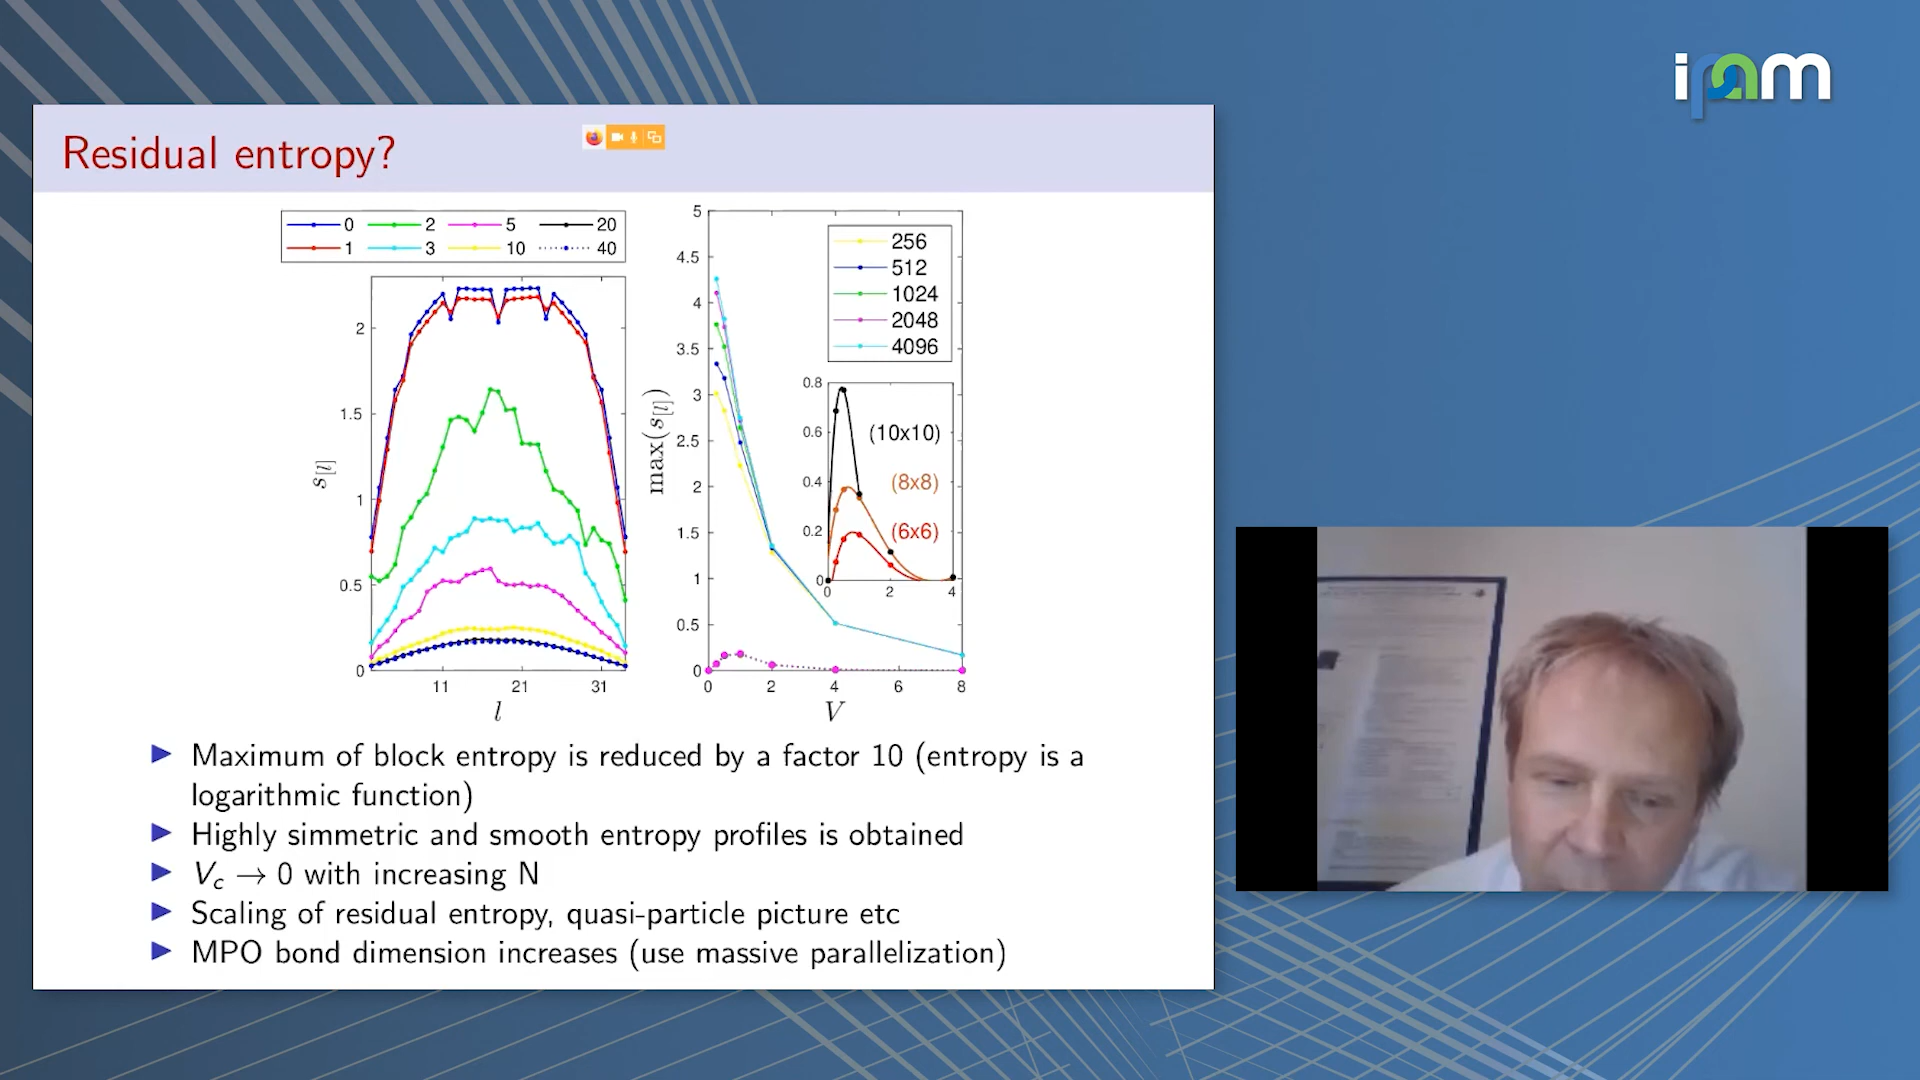 ipam
Residual entropy?
0 2 5 20
1 3 10 40
2
1.5
1
0.5
0
s[l]
11 21 31
l
5
4.5
4
3.5
3
2.5
2
1.5
1
0.5
0
max(s[l])
0 2 4 6 8
V
256
512
1024
2048
4096
0.8
0.6
0.4
0.2
0
0 2 4
(10x10)
(8x8)
(6x6)
Maximum of block entropy is reduced by a factor 10 (entropy is a
logarithmic function)
Highly simmetric and smooth entropy profiles is obtained
Vc → 0 with increasing N
Scaling of residual entropy, quasi-particle picture etc
MPO bond dimension increases (use massive parallelization)